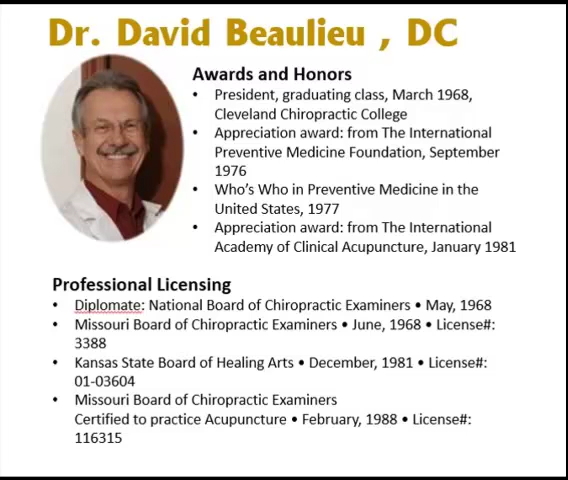 Dr. David Beaulieu , DC
Awards and Honors
• President, graduating class, March 1968,
Cleveland Chiropractic College
• Appreciation award: from The International
Preventive Medicine Foundation, September
1976
• Who's Who in Preventive Medicine in the
United States, 1977
• Appreciation award: from The International
Academy of Clinical Acupuncture, January 1981
Professional Licensing
• Diplomate: National Board of Chiropractic Examiners • May, 1968
• Missouri Board of Chiropractic Examiners • June, 1968 • License#:
3388
• Kansas State Board of Healing Arts • December, 1981 • License#:
01-03604
• Missouri Board of Chiropractic Examiners
Certified to practice Acupuncture • February, 1988 • License#:
116315